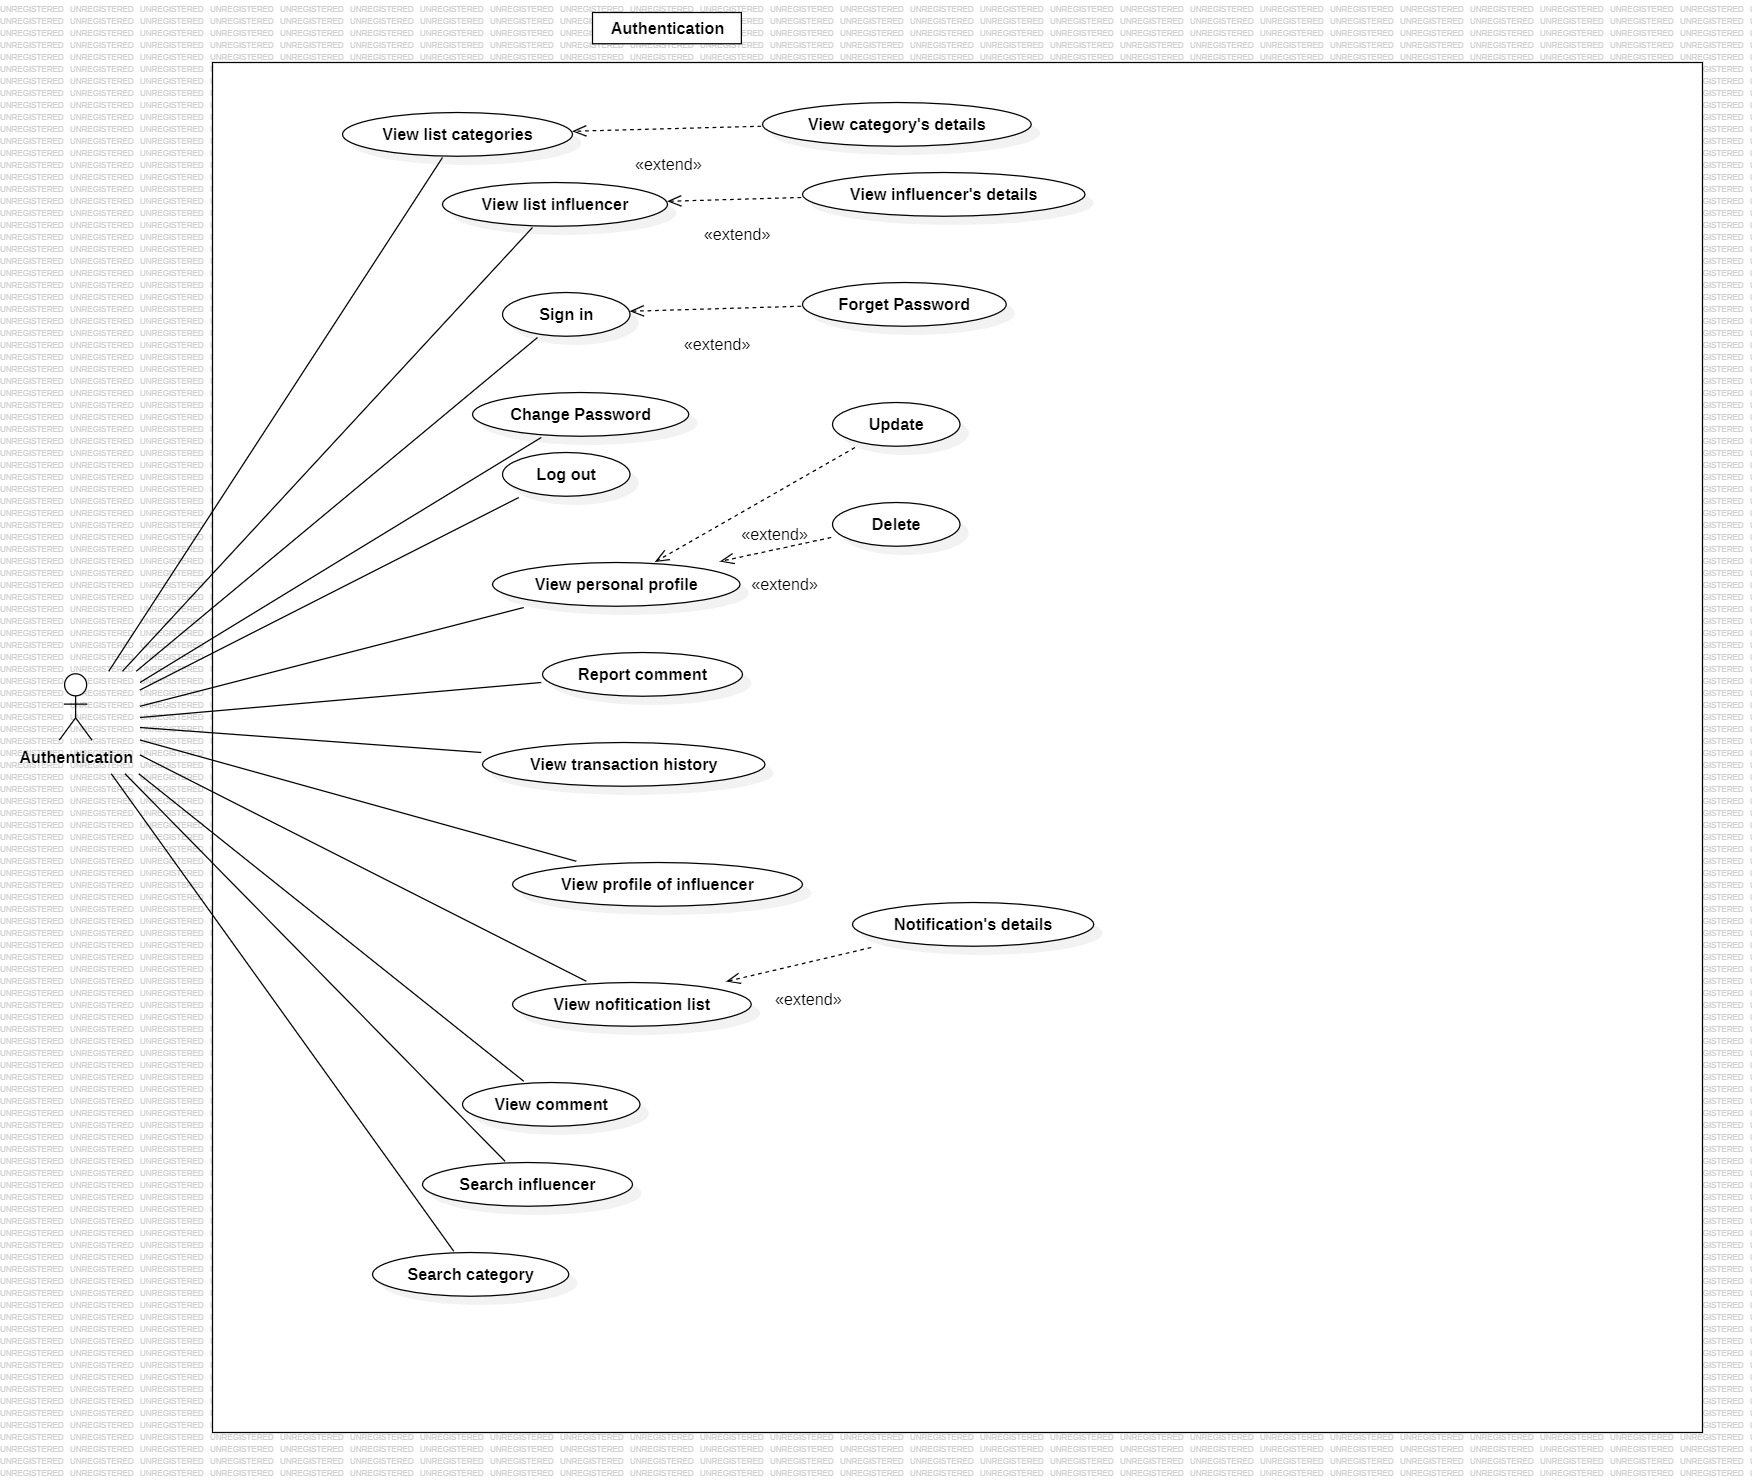 Authentication
View list categories
View category's details
«extend»
View list influencer
View influencer's details
«extend»
Sign in
Forget Password
«extend»
Change Password
Update
Log out
Delete
«extend»
View personal profile
«extend»
Report comment
Authentication
View transaction history
View profile of influencer
Notification's details
View nofitication list
«extend»
View comment
Search influencer
Search category
UNREGISTERED